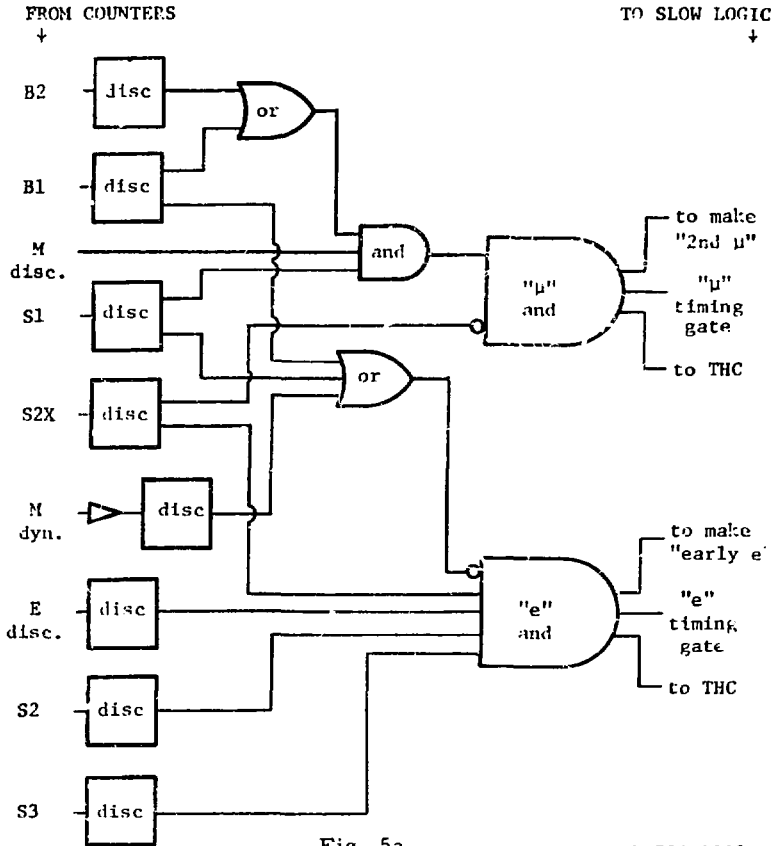 FROM COUNTERS
TO SLOW LOGIC
B2
disc
or
B1
disc
M
disc.
and
"μ"
and
to make
"2nd μ"
"μ"
timing
gate
to THC
S1
disc
or
S2X
disc
M
dyn.
disc
E
disc.
disc
"e"
and
to make
"early e'
"e"
timing
gate
to THC
S2
disc
S3
disc
Fig. 5a